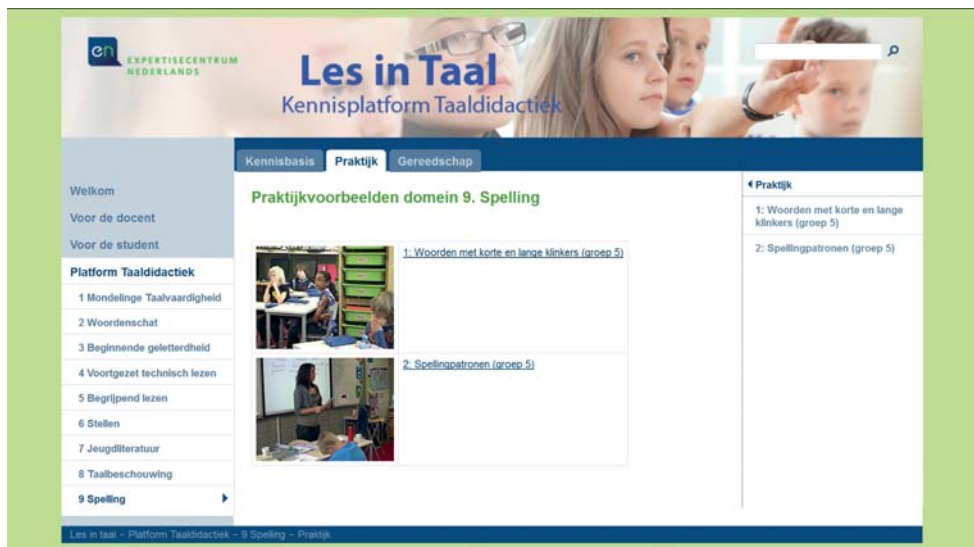 en
EXPERTISECENTRUM
NEDERLANDS
Les in Taal
Kennisplatform Taaldidactiek
Kennisbasis
Praktijk
Gereedschap
Welkom
Voor de docent
Voor de student
Platform Taaldidactiek
1 Mondelinge Taalvaardigheid
2 Woordenschat
3 Beginnende geletterdheid
4 Voortgezet technisch lezen
5 Begrijpend lezen
6 Stellen
7 Jeugdliteratuur
8 Taalbeschouwing
9 Spelling
Praktijkvoorbeelden domein 9. Spelling
1: Woorden met korte en lange klinkers (groep 5)
2: Spellingpatronen (groep 5)
Praktijk
1: Woorden met korte en lange
klinkers (groep 5)
2: Spellingpatronen (groep 5)
Les in taal – Platform Taaldidactiek – 9 Spelling – Praktijk